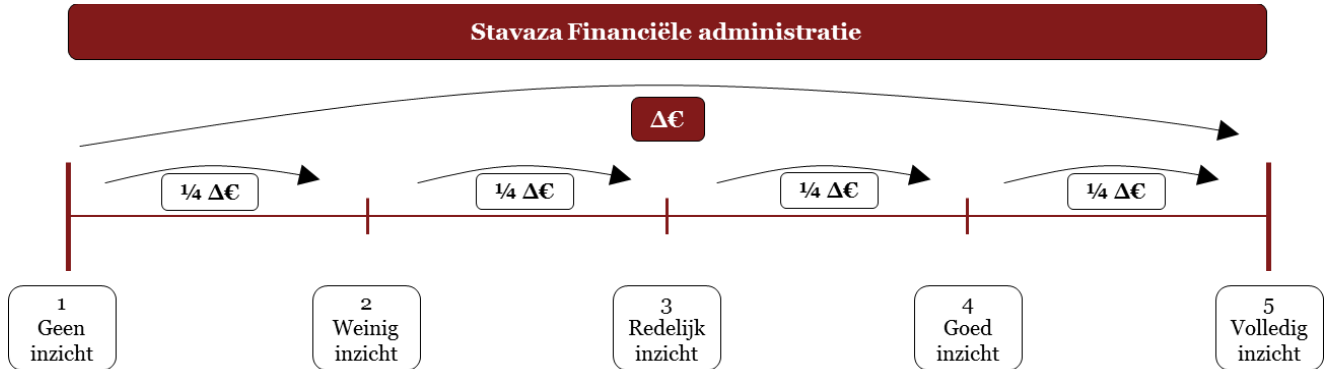 Stavaza Financiële administratie
Δ€
¼ Δ€
¼ Δ€
¼ Δ€
¼ Δ€
1
Geen
inzicht
2
Weinig
inzicht
3
Redelijk
inzicht
4
Goed
inzicht
5
Volledig
inzicht